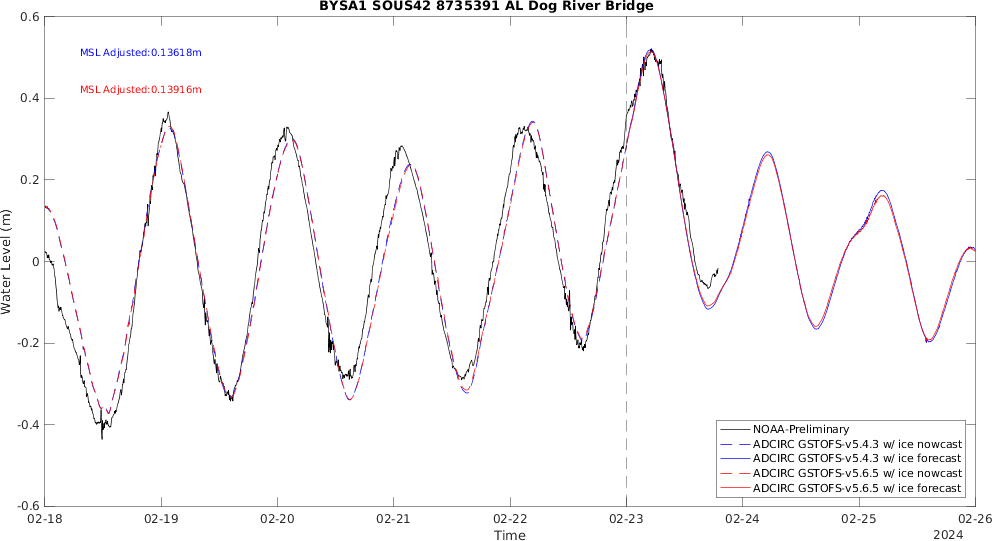 BYSA1 SOUS42 8735391 AL Dog River Bridge
MSL Adjusted:0.13618m
MSL Adjusted:0.13916m
0.6
0.4
0.2
0
-0.2
-0.4
-0.6
Water Level (m)
NOAA-Preliminary
ADCIRC GSTOFS-v5.4.3 w/ ice nowcast
ADCIRC GSTOFS-v5.4.3 w/ ice forecast
ADCIRC GSTOFS-v5.6.5 w/ ice nowcast
ADCIRC GSTOFS-v5.6.5 w/ ice forecast
02-18 02-19 02-20 02-21 02-22 02-23 02-24 02-25 02-26
Time
2024